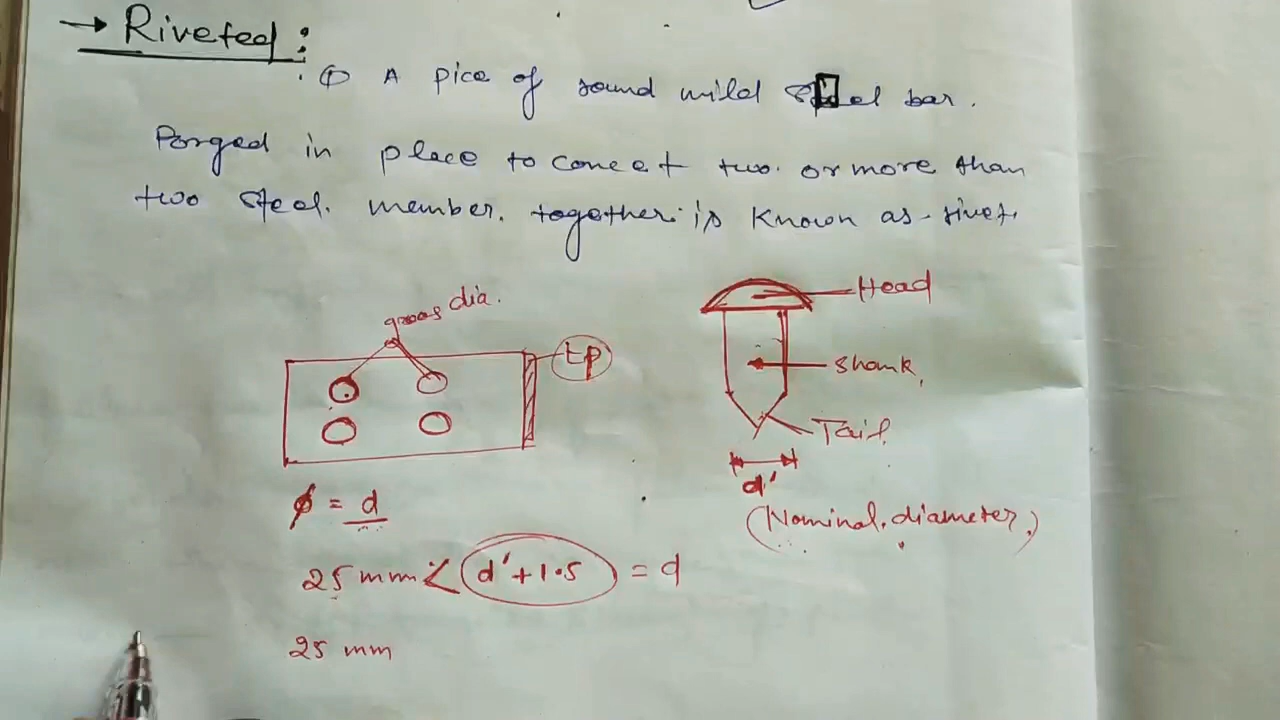 → Riveted :
① A pice of round mild steel bar.
Forged in place to conect two. or more than
two steel. member. together is known as rivet.
gross dia.
tp
Head
Shank,
Tail.
d'
(Nominal. diameter.)
ϕ = d
25 mm < d' + 1.5 = d
25 mm